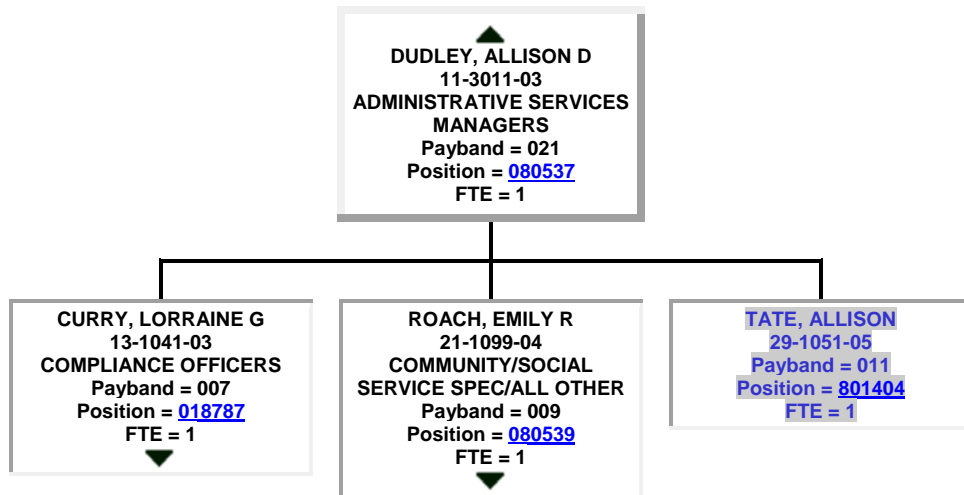 DUDLEY, ALLISON D
11-3011-03
ADMINISTRATIVE SERVICES
MANAGERS
Payband = 021
Position = 080537
FTE = 1
CURRY, LORRAINE G
13-1041-03
COMPLIANCE OFFICERS
Payband = 007
Position = 018787
FTE = 1
ROACH, EMILY R
21-1099-04
COMMUNITY/SOCIAL
SERVICE SPEC/ALL OTHER
Payband = 009
Position = 080539
FTE = 1
TATE, ALLISON
29-1051-05
Payband = 011
Position = 801404
FTE = 1